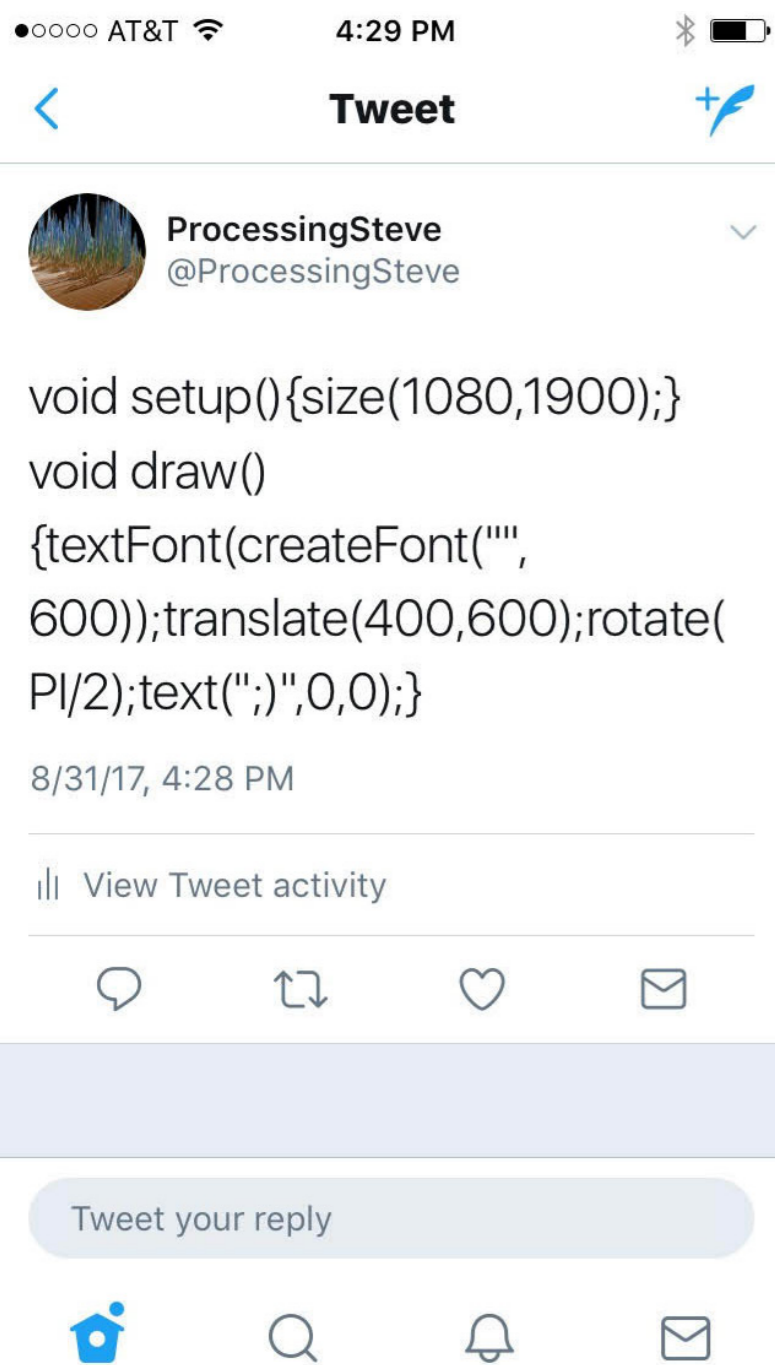 AT&T 4:29 PM
Tweet
ProcessingSteve
@ProcessingSteve
void setup(){size(1080,1900);}
void draw()
{textFont(createFont("",
600));translate(400,600);rotate(
PI/2);text(";)",0,0);}
8/31/17, 4:28 PM
View Tweet activity
Tweet your reply